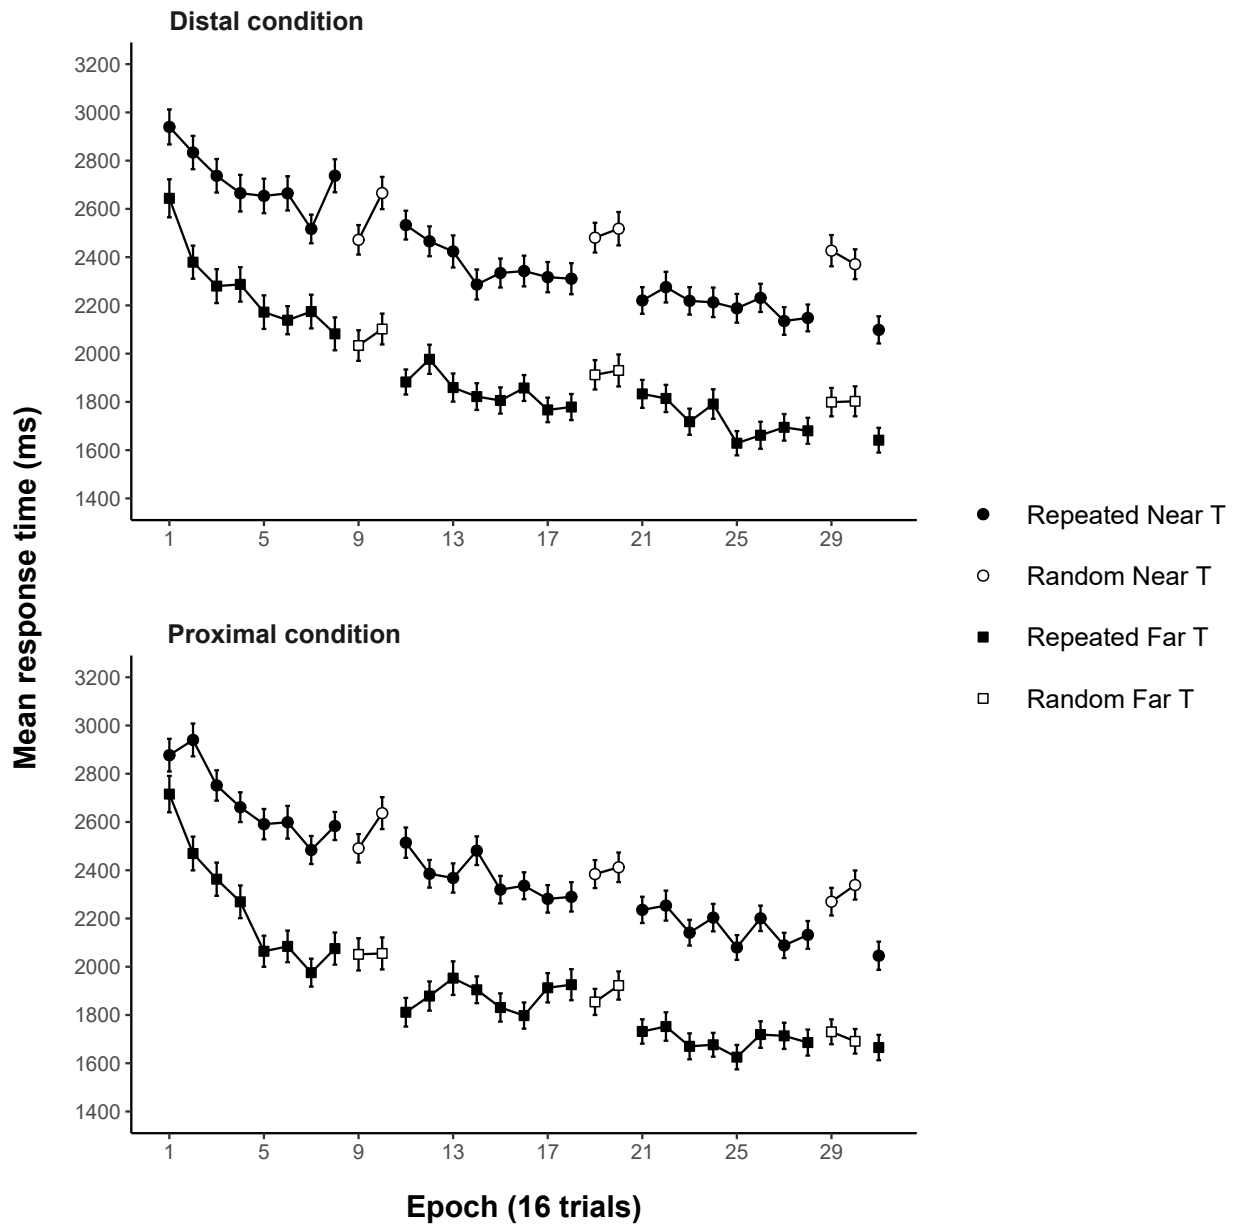 Distal condition
3200
3000
2800
2600
2400
2200
2000
1800
1600
1400
1 5 9 13 17 21 25 29
Mean response time (ms)
Repeated Near T
Random Near T
Repeated Far T
Random Far T
Proximal condition
3200
3000
2800
2600
2400
2200
2000
1800
1600
1400
1 5 9 13 17 21 25 29
Epoch (16 trials)